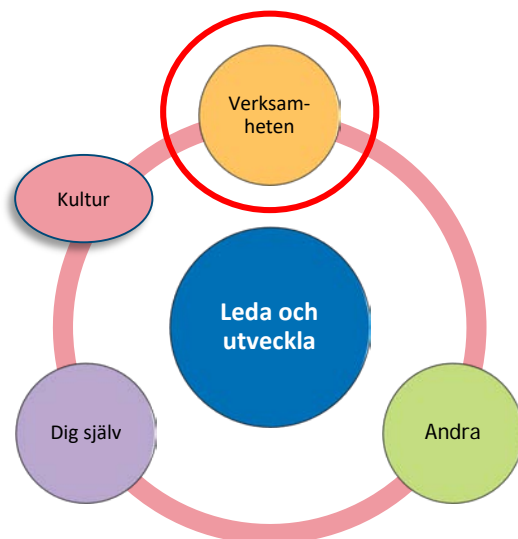 Verksam-
heten
Kultur
Leda och
utveckla
Dig själv
Andra